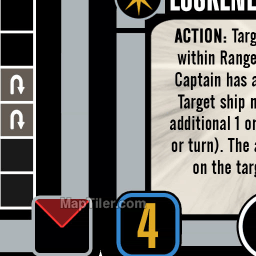 ACTION: Targ
within Range
Captain has a
Target ship n
additional 1 or
or turn). The a
on the targ
MapTiler.com
4